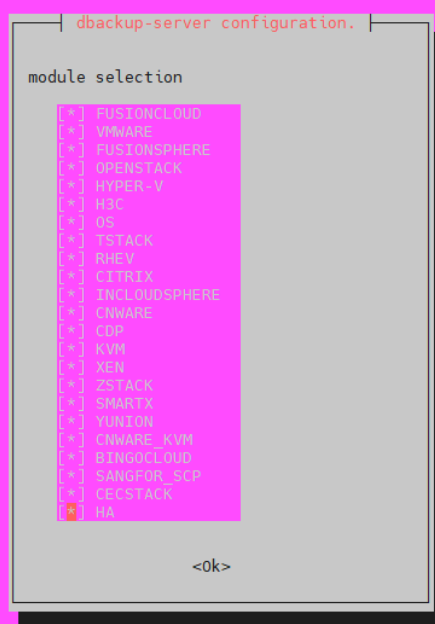 dbackup-server configuration.
module selection
[*] FUSIONCLOUD
[*] VMWARE
[*] FUSIONSPHERE
[*] OPENSTACK
[*] HYPER-V
[*] H3C
[*] OS
[*] TSTACK
[*] RHEV
[*] CITRIX
[*] INCLOUDSPHERE
[*] CNWARE
[*] CDP
[*] KVM
[*] XEN
[*] ZSTACK
[*] SMARTX
[*] YUNION
[*] CNWARE_KVM
[*] BINGOCLOUD
[*] SANGFOR_SCP
[*] CECSTACK
[*] HA
<Ok>